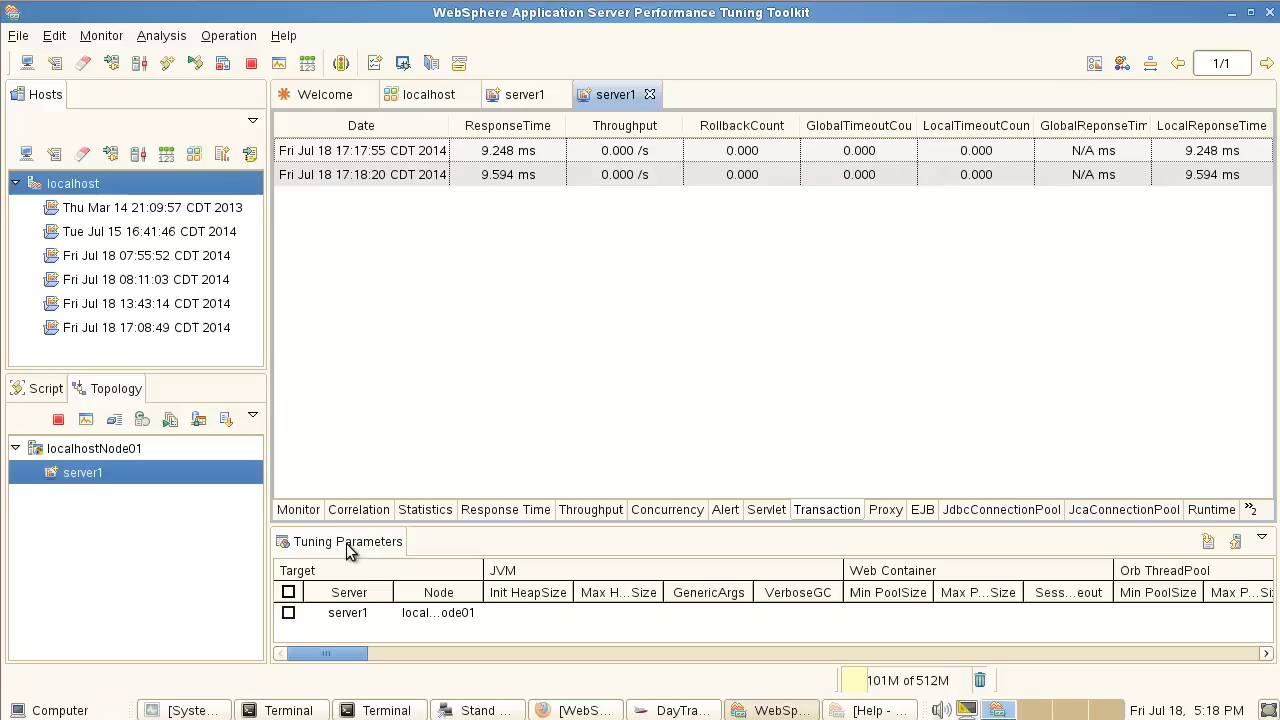 WebSphere Application Server Performance Tuning Toolkit
File Edit Monitor Analysis Operation Help
1/1
Hosts
Welcome localhost server1 server1
Date ResponseTime Throughput RollbackCount GlobalTimeoutCou LocalTimeoutCoun GlobalReponseTim LocalReponseTime
Fri Jul 18 17:17:55 CDT 2014 9.248 ms 0.000 /s 0.000 0.000 0.000 N/A ms 9.248 ms
Fri Jul 18 17:18:20 CDT 2014 9.594 ms 0.000 /s 0.000 0.000 0.000 N/A ms 9.594 ms
localhost
Thu Mar 14 21:09:57 CDT 2013
Tue Jul 15 16:41:46 CDT 2014
Fri Jul 18 07:55:52 CDT 2014
Fri Jul 18 08:11:03 CDT 2014
Fri Jul 18 13:43:14 CDT 2014
Fri Jul 18 17:08:49 CDT 2014
Script Topology
localhostNode01
server1
Monitor Correlation Statistics Response Time Throughput Concurrency Alert Servlet Transaction Proxy EJB JdbcConnectionPool JcaConnectionPool Runtime »2
Tuning Parameters
Target JVM Web Container Orb ThreadPool
Server Node Init HeapSize Max H...Size GenericArgs VerboseGC Min PoolSize Max P...Size Sess...eout Min PoolSize Max P...Si
server1 local...ode01
101M of 512M
Computer [Syste... Terminal Terminal Stand... [WebS... DayTra... WebSp... [Help - ... Fri Jul 18, 5:18 PM